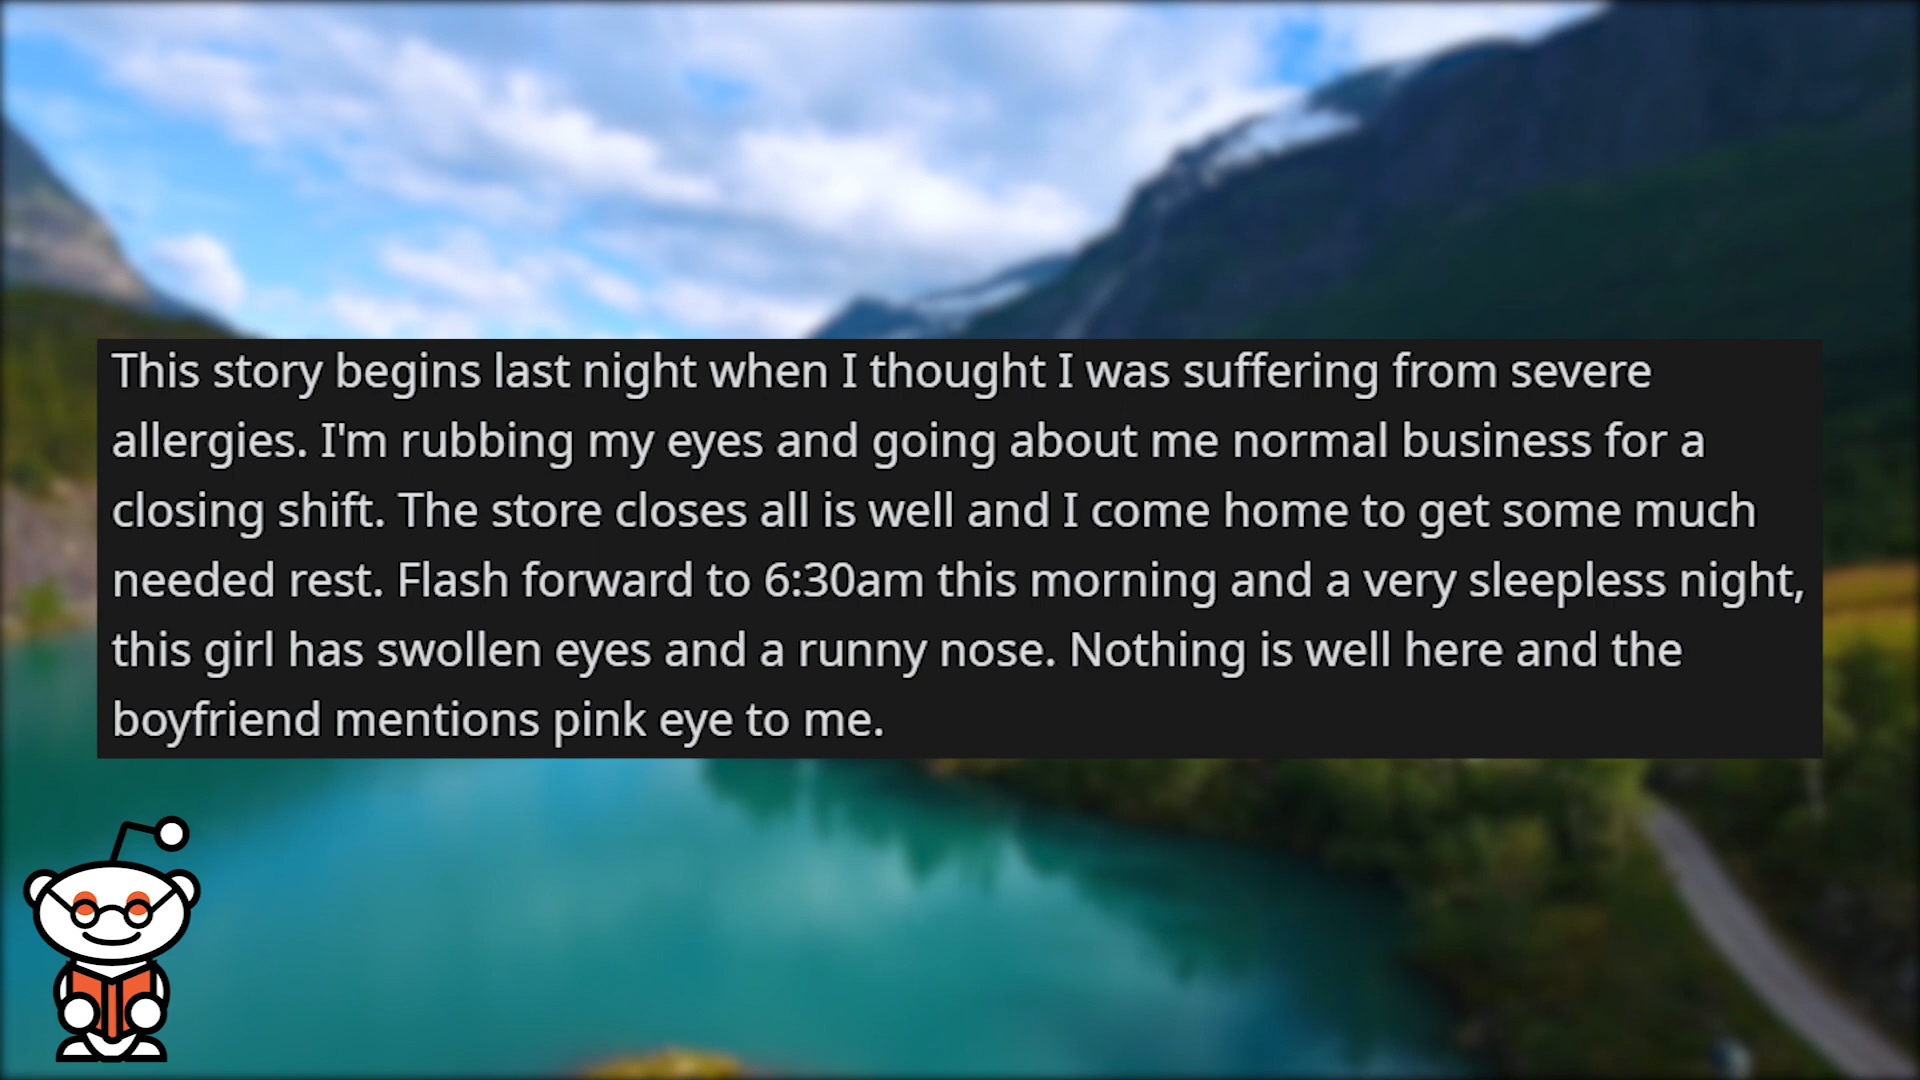 This story begins last night when I thought I was suffering from severe
allergies. I'm rubbing my eyes and going about me normal business for a
closing shift. The store closes all is well and I come home to get some much
needed rest. Flash forward to 6:30am this morning and a very sleepless night,
this girl has swollen eyes and a runny nose. Nothing is well here and the
boyfriend mentions pink eye to me.